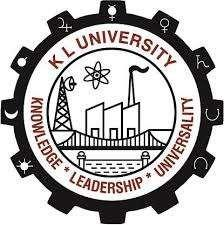 K L UNIVERSITY
KNOWLEDGE * LEADERSHIP * UNIVERSALITY